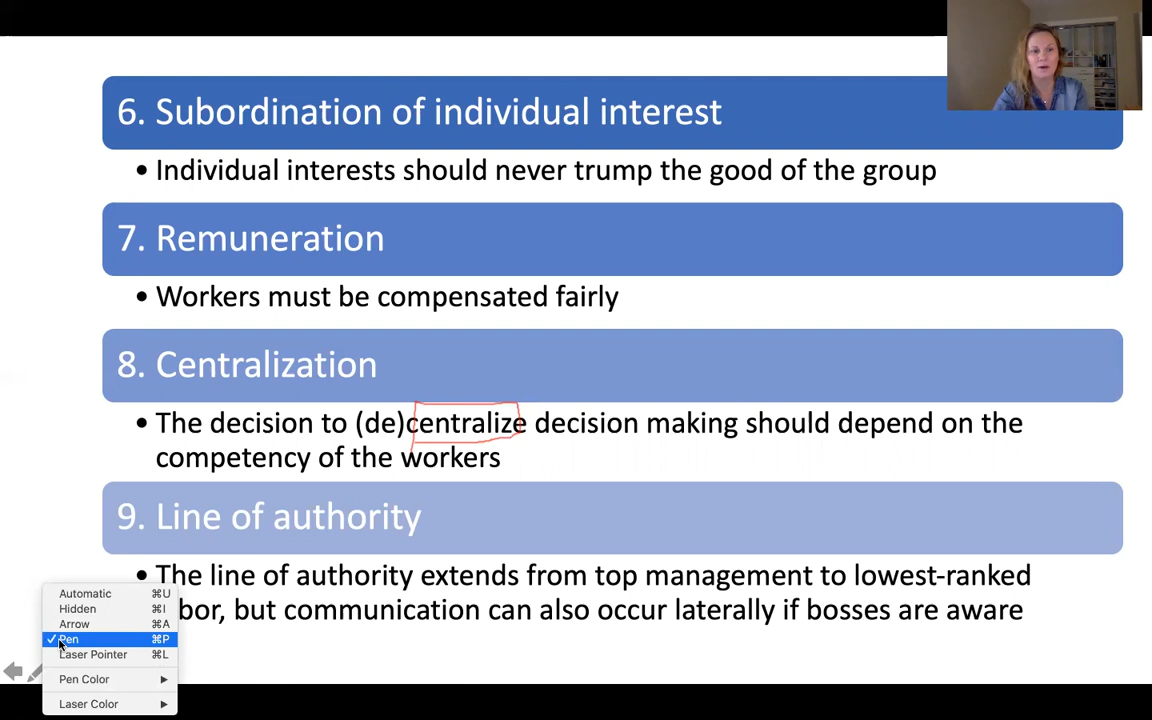 6. Subordination of individual interest
• Individual interests should never trump the good of the group
7. Remuneration
• Workers must be compensated fairly
8. Centralization
• The decision to (de)centralize decision making should depend on the
competency of the workers
9. Line of authority
• The line of authority extends from top management to lowest-ranked
bor, but communication can also occur laterally if bosses are aware
Automatic ⌘U
Hidden ⌘I
Arrow ⌘A
✓ Pen ⌘P
Laser Pointer ⌘L
Pen Color ▶
Laser Color ▶